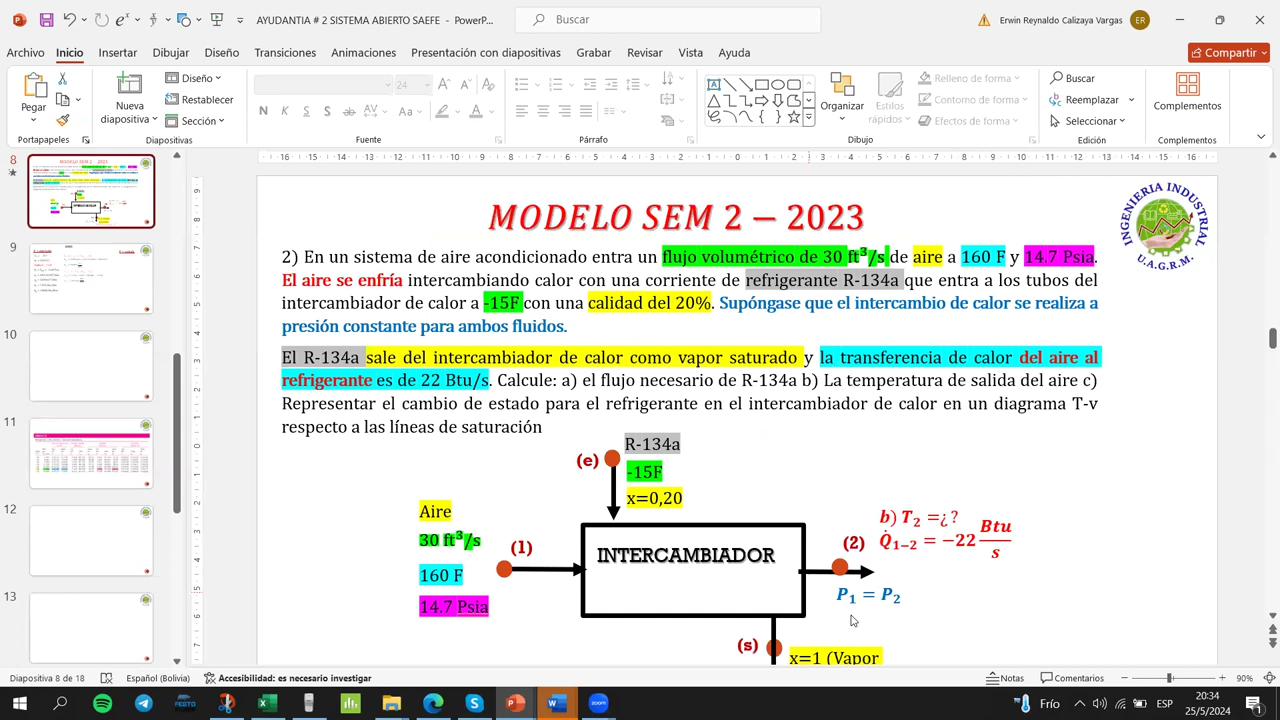 AYUDANTIA # 2 SISTEMA ABIERTO SAEFE - PowerP...
Buscar
Erwin Reynaldo Calizaya Vargas
ER
Archivo Inicio Insertar Dibujar Diseño Transiciones Animaciones Presentación con diapositivas Grabar Revisar Vista Ayuda
Compartir
Pegar
Nueva diapositiva
Diseño
Restablecer
Sección
24
N K S S ab AV Aa A
Organizar
Estilos rápidos
Relleno de forma
Contorno de forma
Efectos de forma
Buscar
Reemplazar
Seleccionar
Complementos
Portapapeles
Diapositivas
Fuente
Párrafo
Dibujo
Edición
Complementos
8
9
10
11
12
13
MODELO SEM 2 – 2023
INGENIERIA INDUSTRIAL
U.A.G.R.M.
2) En un sistema de aire acondicionado entra un flujo volumétrico de 30 ft³/s de aire a 160 F y 14.7 Psia.
El aire se enfría intercambiando calor con una corriente de refrigerante R-134a que entra a los tubos del
intercambiador de calor a -15F con una calidad del 20%. Supóngase que el intercambio de calor se realiza a
presión constante para ambos fluidos.
El R-134a sale del intercambiador de calor como vapor saturado y la transferencia de calor del aire al
refrigerante es de 22 Btu/s. Calcule: a) el flujo necesario de R-134a b) La temperatura de salida del aire c)
Representar el cambio de estado para el refrigerante en el intercambiador de calor en un diagrama T-v
respecto a las líneas de saturación
R-134a
(e)
-15F
x=0,20
Aire
30 ft³/s
(1)
160 F
14.7 Psia
INTERCAMBIADOR
(2)
b) T₂ =¿?
Q̇₁₋₂ = −22 Btu/s
P₁ = P₂
(s)
x=1 (Vapor
Diapositiva 8 de 18
Español (Bolivia)
Accesibilidad: es necesario investigar
Notas
Comentarios
90%
Frío
ESP
20:34
25/5/2024